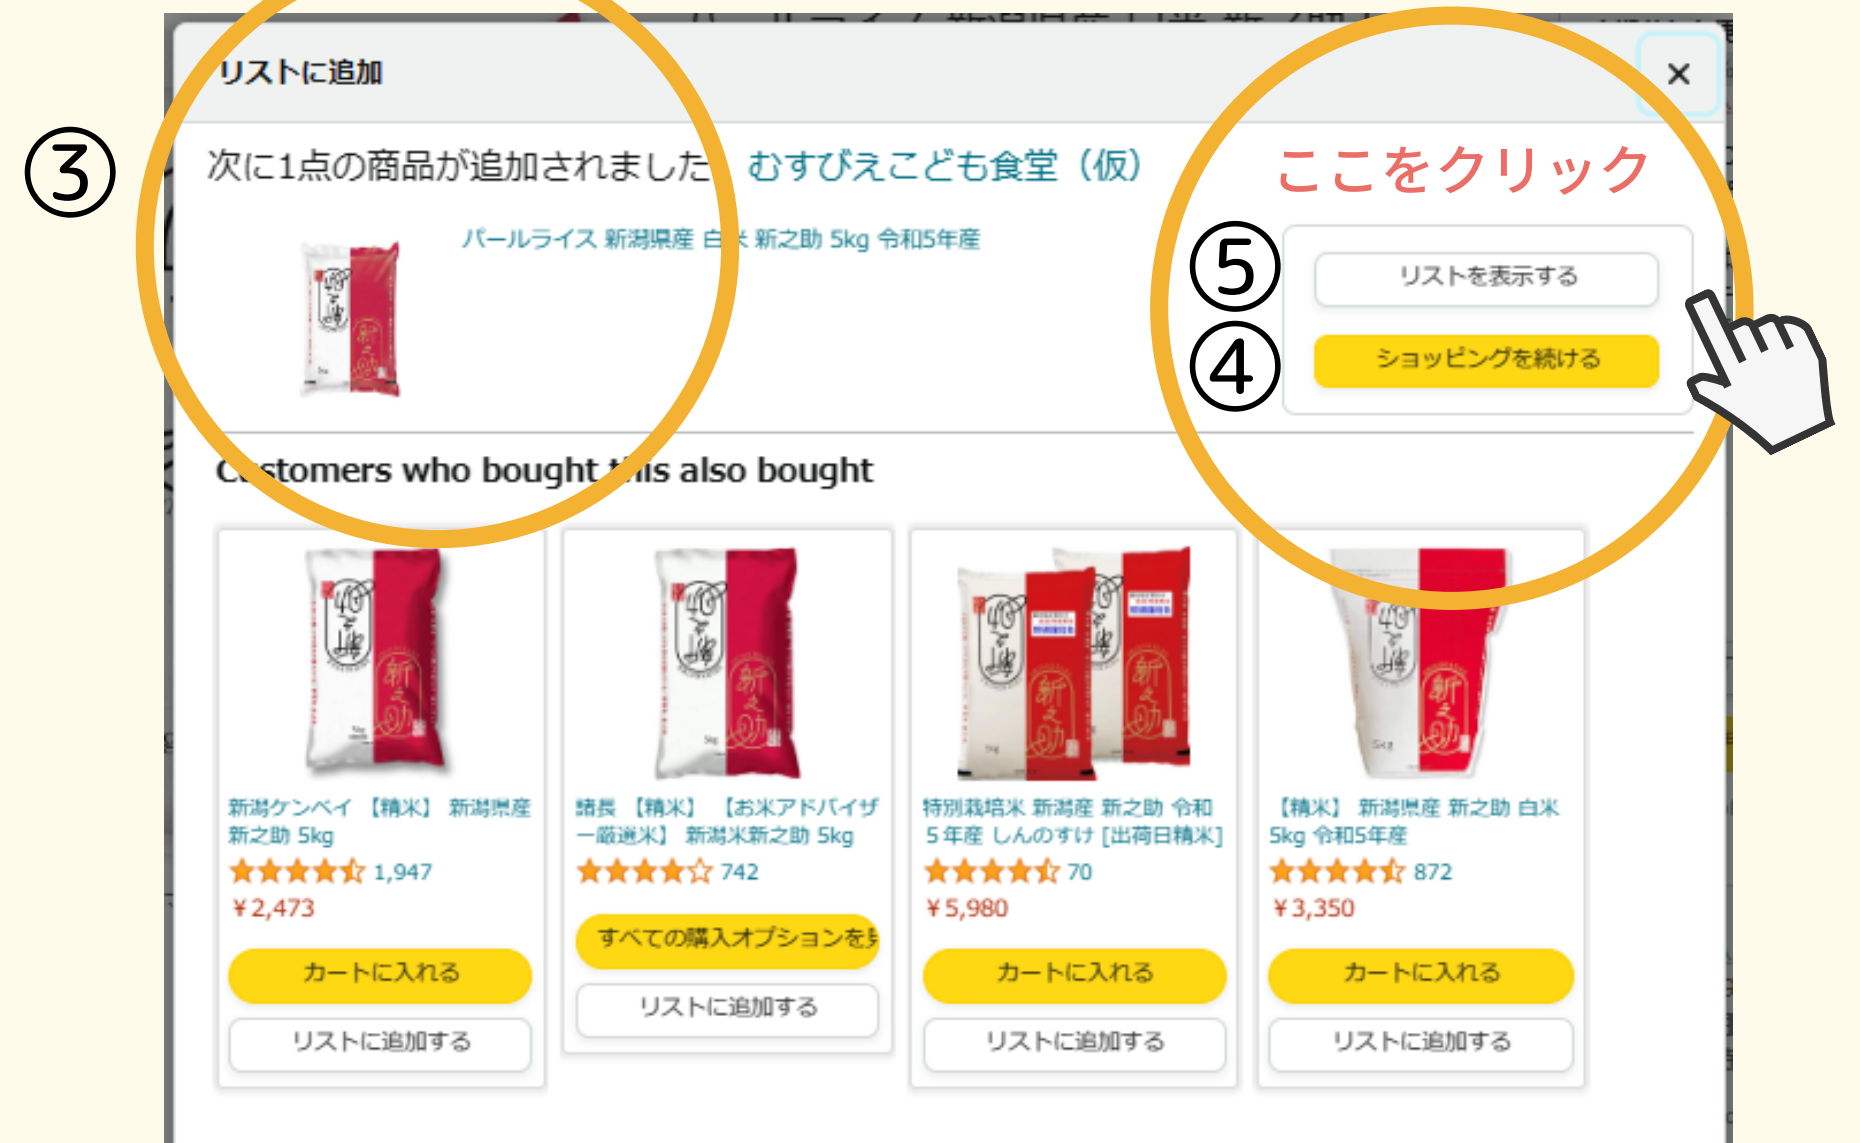 リストに追加
×
③
次に1点の商品が追加されました むすびえこども食堂（仮）
ここをクリック
パールライス 新潟県産 白米 新之助 5kg 令和5年産
⑤
リストを表示する
④
ショッピングを続ける
Customers who bought this also bought
新潟ケンベイ 【精米】 新潟県産
新之助 5kg
1,947
¥2,473
カートに入れる
リストに追加する
諸長 【精米】 【お米アドバイザ
ー厳選米】 新潟米新之助 5kg
742
すべての購入オプションを見
リストに追加する
特別栽培米 新潟産 新之助 令和
５年産 しんのすけ [出荷日精米]
70
¥5,980
カートに入れる
リストに追加する
【精米】 新潟県産 新之助 白米
5kg 令和5年産
872
¥3,350
カートに入れる
リストに追加する